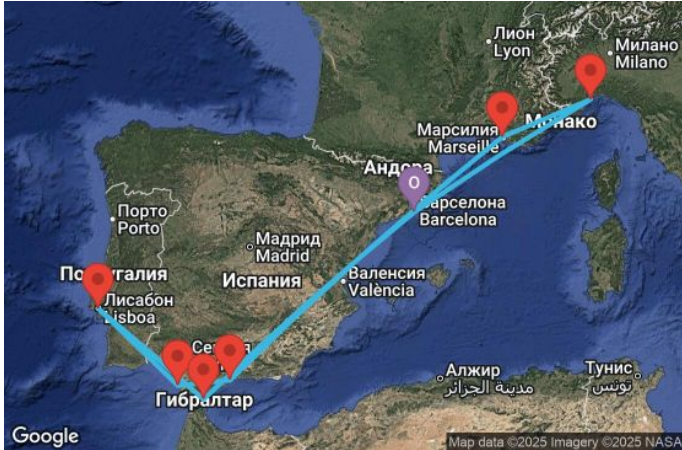 Лион
Lyon
Милано
Milano
Марсилия
Marseille
Монако
Андора
О
Барселона
Barcelona
Порто
Porto
Мадрид
Madrid
Португалия
Испания
Валенсия
València
Лисабон
Lisboa
Гибралтар
Алжир
مدينة الجزائر
Тунис
تونس
Google
Map data ©2025 Imagery ©2025 NASA